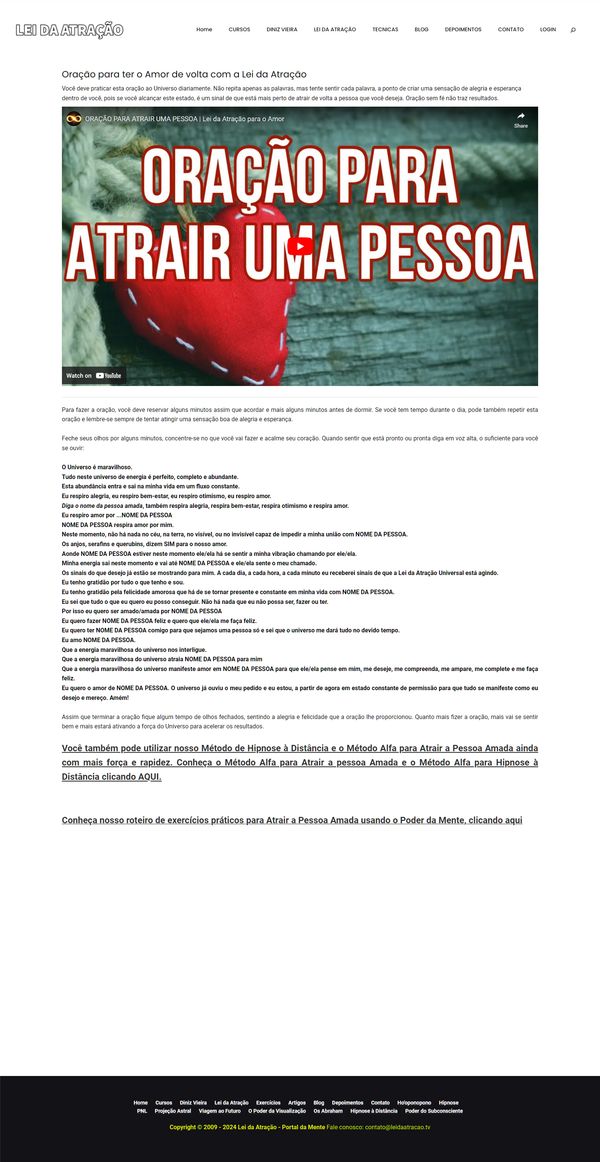 LEI DA ATRAÇÃO
Home CURSOS DINIZ VIEIRA LEI DA ATRAÇÃO TECNICAS BLOG DEPOIMENTOS CONTATO LOGIN
Oração para ter o Amor de volta com a Lei da Atração
Você deve praticar esta oração ao Universo diariamente. Não repita apenas as palavras, mas tente sentir cada palavra, a ponto de criar uma sensação de alegria e esperança
dentro de você, pois se você alcançar este estado, é um sinal de que está mais perto de atrair de volta a pessoa que você deseja. Oração sem fé não traz resultados.
ORAÇÃO PARA ATRAIR UMA PESSOA | Lei da Atração para o Amor
Share
ORAÇÃO PARA
ATRAIR UMA PESSOA
Watch on YouTube
Para fazer a oração, você deve reservar alguns minutos assim que acordar e mais alguns minutos antes de dormir. Se você tem tempo durante o dia, pode também repetir esta
oração e lembre-se sempre de tentar atingir uma sensação boa de alegria e esperança.
Feche seus olhos por alguns minutos, concentre-se no que você vai fazer e acalme seu coração. Quando sentir que está pronto ou pronta diga em voz alta, o suficiente para você
se ouvir:
O Universo é maravilhoso.
Tudo neste universo de energia é perfeito, completo e abundante.
Esta abundância entra e sai na minha vida em um fluxo constante.
Eu respiro alegria, eu respiro bem-estar, eu respiro otimismo, eu respiro amor.
Diga o nome da pessoa amada, também respira alegria, respira bem-estar, respira otimismo e respira amor.
Eu respiro amor por ...NOME DA PESSOA
NOME DA PESSOA respira amor por mim.
Neste momento, não há nada no céu, na terra, no visível, ou no invisível capaz de impedir a minha união com NOME DA PESSOA.
Os anjos, serafins e querubins, dizem SIM para o nosso amor.
Aonde NOME DA PESSOA estiver neste momento ele/ela há se sentir a minha vibração chamando por ele/ela.
Minha energia sai neste momento e vai até NOME DA PESSOA e ele/ela sente o meu chamado.
Os sinais do que desejo já estão se mostrando para mim. A cada dia, a cada hora, a cada minuto eu receberei sinais de que a Lei da Atração Universal está agindo.
Eu tenho gratidão por tudo o que tenho e sou.
Eu tenho gratidão pela felicidade amorosa que há de se tornar presente e constante em minha vida com NOME DA PESSOA.
Eu sei que tudo o que eu quero eu posso conseguir. Não há nada que eu não possa ser, fazer ou ter.
Por isso eu quero ser amado/amada por NOME DA PESSOA
Eu quero fazer NOME DA PESSOA feliz e quero que ele/ela me faça feliz.
Eu quero ter NOME DA PESSOA comigo para que sejamos uma pessoa só e sei que o universo me dará tudo no devido tempo.
Eu amo NOME DA PESSOA.
Que a energia maravilhosa do universo nos interligue.
Que a energia maravilhosa do universo atraia NOME DA PESSOA para mim
Que a energia maravilhosa do universo manifeste amor em NOME DA PESSOA para que ele/ela pense em mim, me deseje, me compreenda, me ampare, me complete e me faça
feliz.
Eu quero o amor de NOME DA PESSOA. O universo já ouviu o meu pedido e eu estou, a partir de agora em estado constante de permissão para que tudo se manifeste como eu
desejo e mereço. Amém!
Assim que terminar a oração fique algum tempo de olhos fechados, sentindo a alegria e felicidade que a oração lhe proporcionou. Quanto mais fizer a oração, mais vai se sentir
bem e mais estará ativando a força do Universo para acelerar os resultados.
Você também pode utilizar nosso Método de Hipnose à Distância e o Método Alfa para Atrair a Pessoa Amada ainda
com mais força e rapidez. Conheça o Método Alfa para Atrair a pessoa Amada e o Método Alfa para Hipnose à
Distância clicando AQUI.
Conheça nosso roteiro de exercícios práticos para Atrair a Pessoa Amada usando o Poder da Mente, clicando aqui
Home Cursos Diniz Vieira Lei da Atração Exercícios Artigos Blog Depoimentos Contato Ho'oponopono Hipnose
PNL Projeção Astral Viagem ao Futuro O Poder da Visualização Os Abraham Hipnose à Distância Poder do Subconsciente
Copyright © 2009 - 2024 Lei da Atração - Portal da Mente Fale conosco: contato@leidaatracao.tv